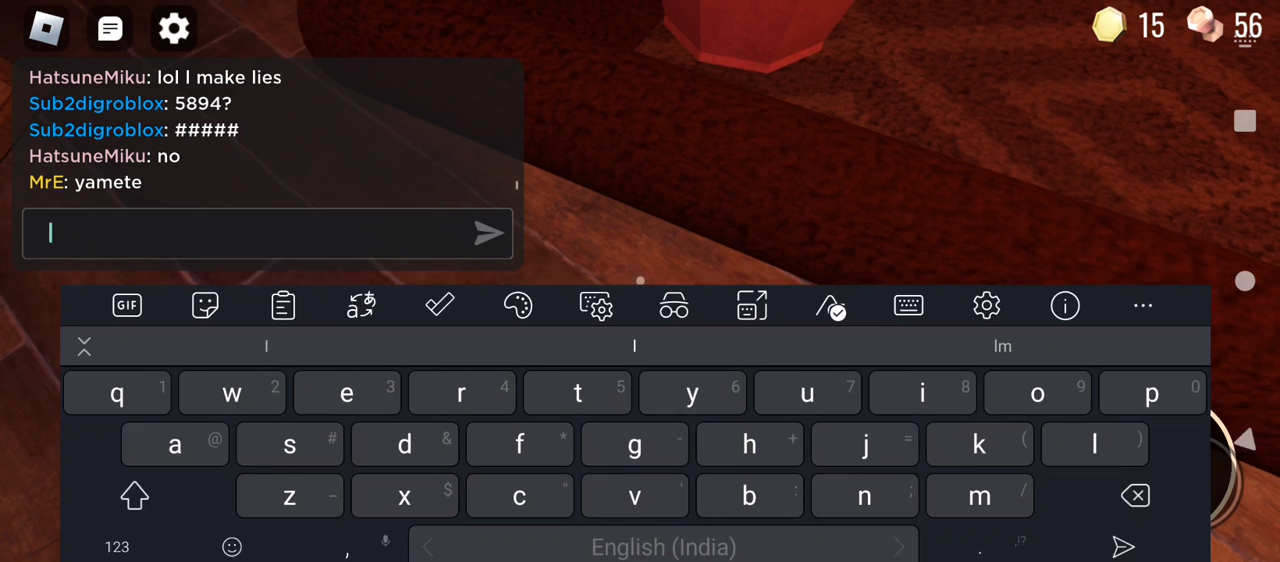 15 56
HatsuneMiku: lol I make lies
Sub2digroblox: 5894?
Sub2digroblox: #####
HatsuneMiku: no
MrE: yamete
GIF
I l Im
q 1 w 2 e 3 r 4 t 5 y 6 u 7 i 8 o 9 p 0
a @ s # d & f * g - h + j = k ( l )
z _ x $ c " v ' b : n ; m /
123 , English (India) . ,!?